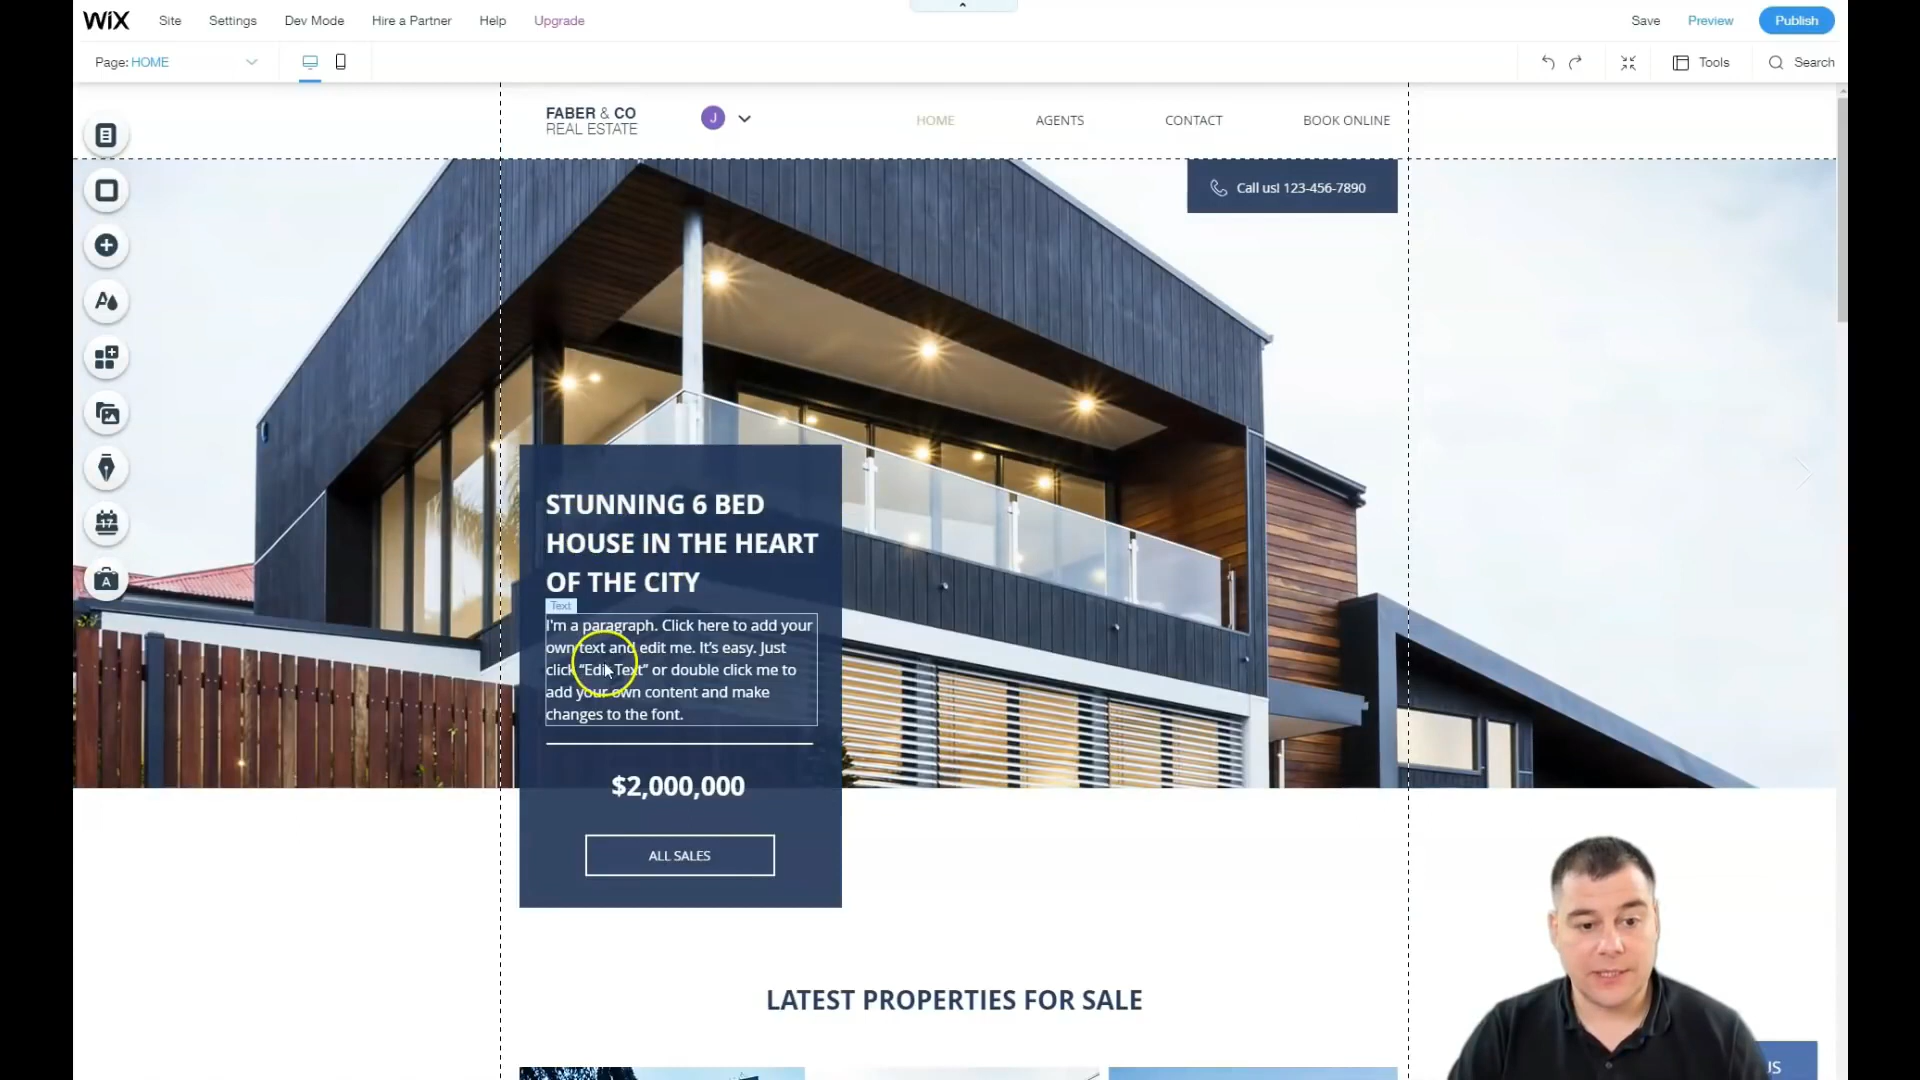 WiX Site Settings Dev Mode Hire a Partner Help Upgrade Save Preview Publish
Page: HOME Tools Search
FABER & CO
REAL ESTATE
J
HOME AGENTS CONTACT BOOK ONLINE
Call us! 123-456-7890
A
17
A
STUNNING 6 BED
HOUSE IN THE HEART
OF THE CITY
Text
I'm a paragraph. Click here to add your
own text and edit me. It's easy. Just
click “Edit Text” or double click me to
add your own content and make
changes to the font.
$2,000,000
ALL SALES
LATEST PROPERTIES FOR SALE
US